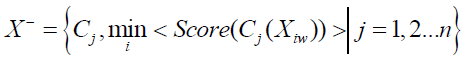 X⁻ = {C_j, min_i < Score(C_j(X_iw)) > | j = 1,2...n}